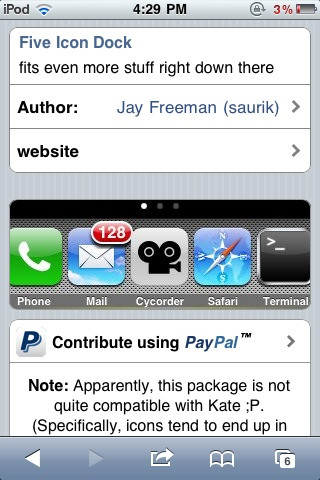 iPod 4:29 PM 3%
Five Icon Dock
fits even more stuff right down there
Author: Jay Freeman (saurik)
website
128
>_
Phone Mail Cycorder Safari Terminal
Contribute using PayPal™
Note: Apparently, this package is not
quite compatible with Kate ;P.
(Specifically, icons tend to end up in
6